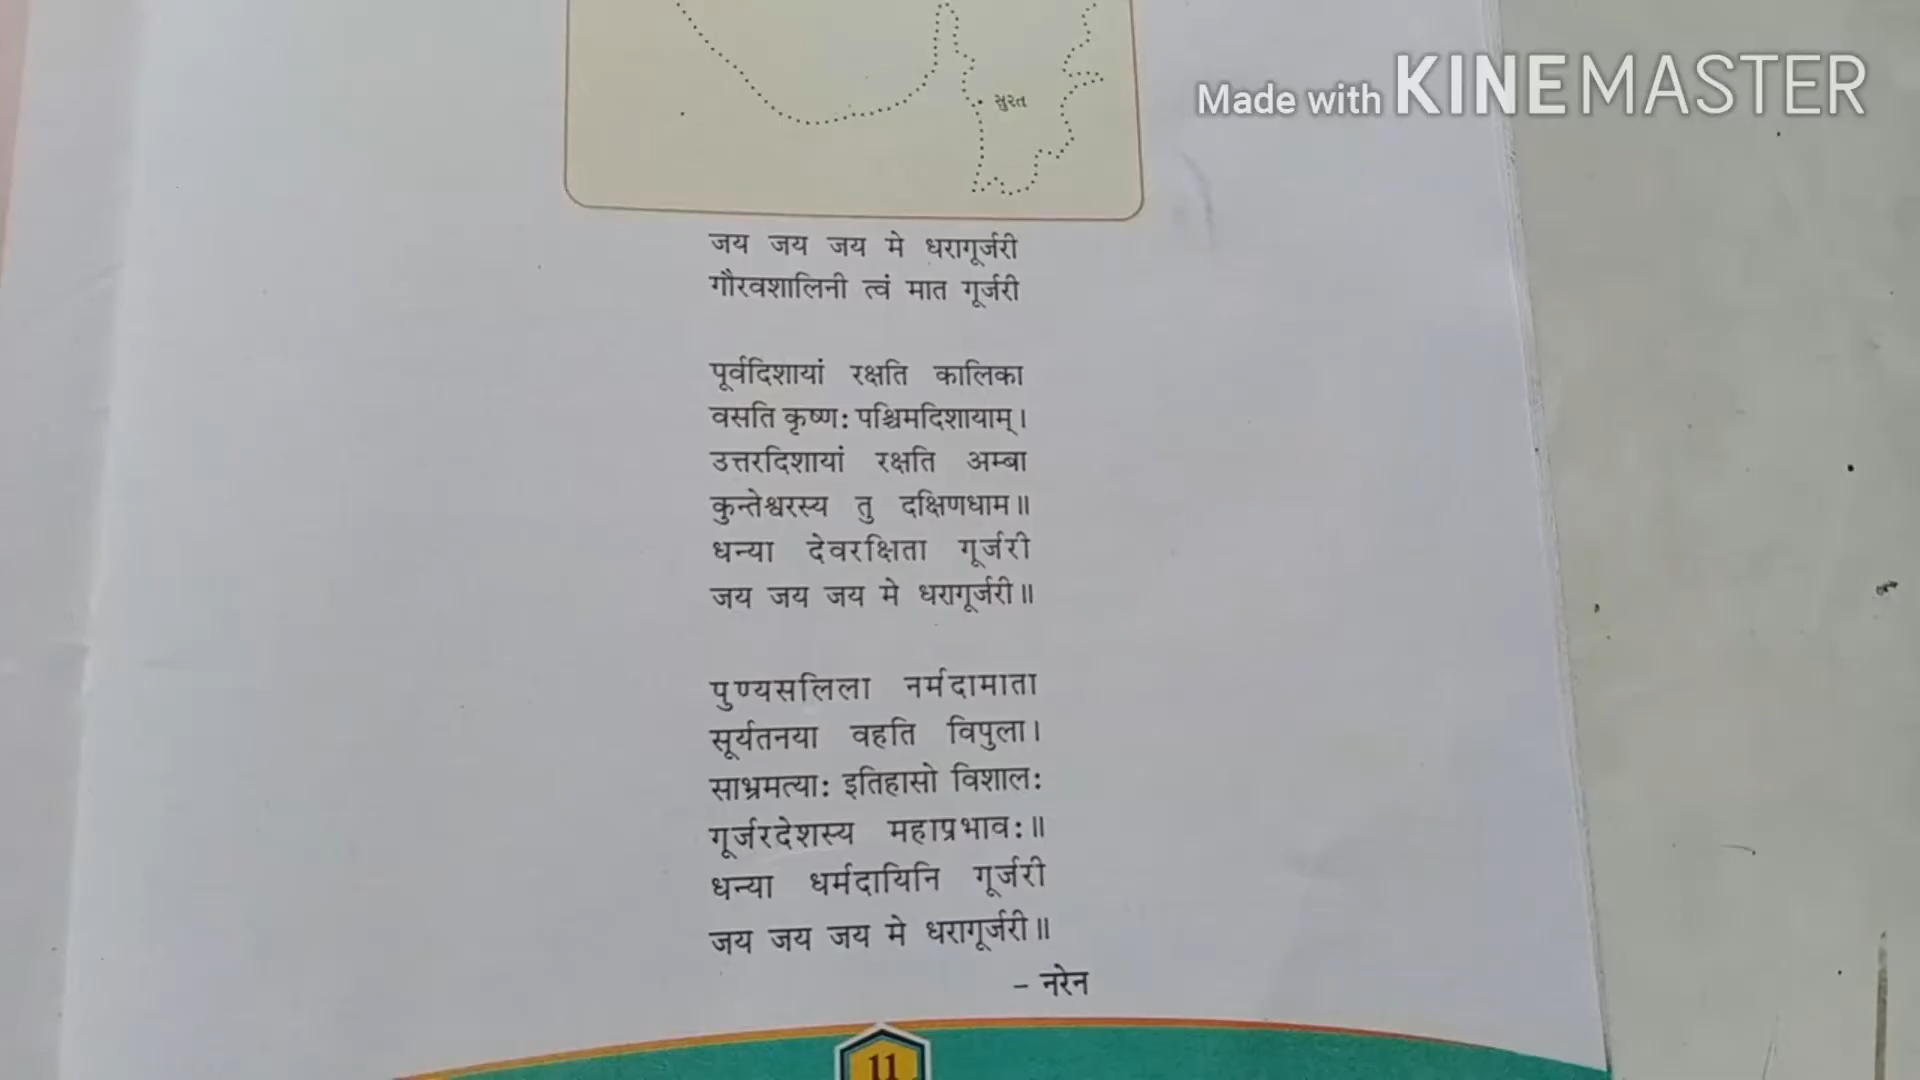 Made with KINEMASTER
સુરત
जय जय जय मे धरागूर्जरी
गौरवशालिनी त्वं मात गूर्जरी
पूर्वदिशायां रक्षति कालिका
वसति कृष्णः पश्चिमदिशायाम्।
उत्तरदिशायां रक्षति अम्बा
कुन्तेश्वरस्य तु दक्षिणधाम॥
धन्या देवरक्षिता गूर्जरी
जय जय जय मे धरागूर्जरी॥
पुण्यसलिला नर्मदामाता
सूर्यतनया वहति विपुला।
साभ्रमत्याः इतिहासो विशालः
गूर्जरदेशस्य महाप्रभावः॥
धन्या धर्मदायिनि गूर्जरी
जय जय जय मे धरागूर्जरी॥
- नरेन
11